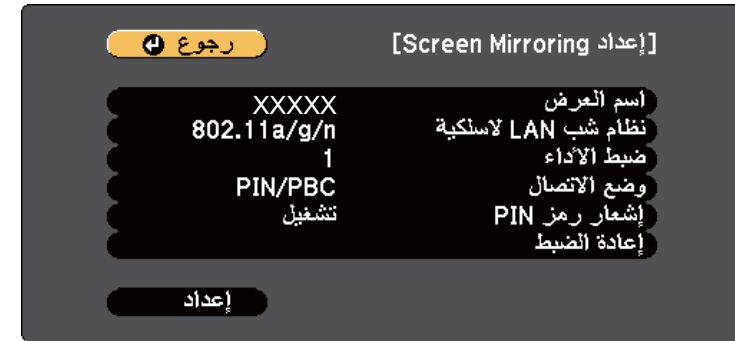 [إعداد Screen Mirroring] رجوع
اسم العرض XXXXX
نظام شب LAN لاسلكية 802.11a/g/n
ضبط الأداء 1
وضع الاتصال PIN/PBC
إشعار رمز PIN تشغيل
إعادة الضبط
إعداد